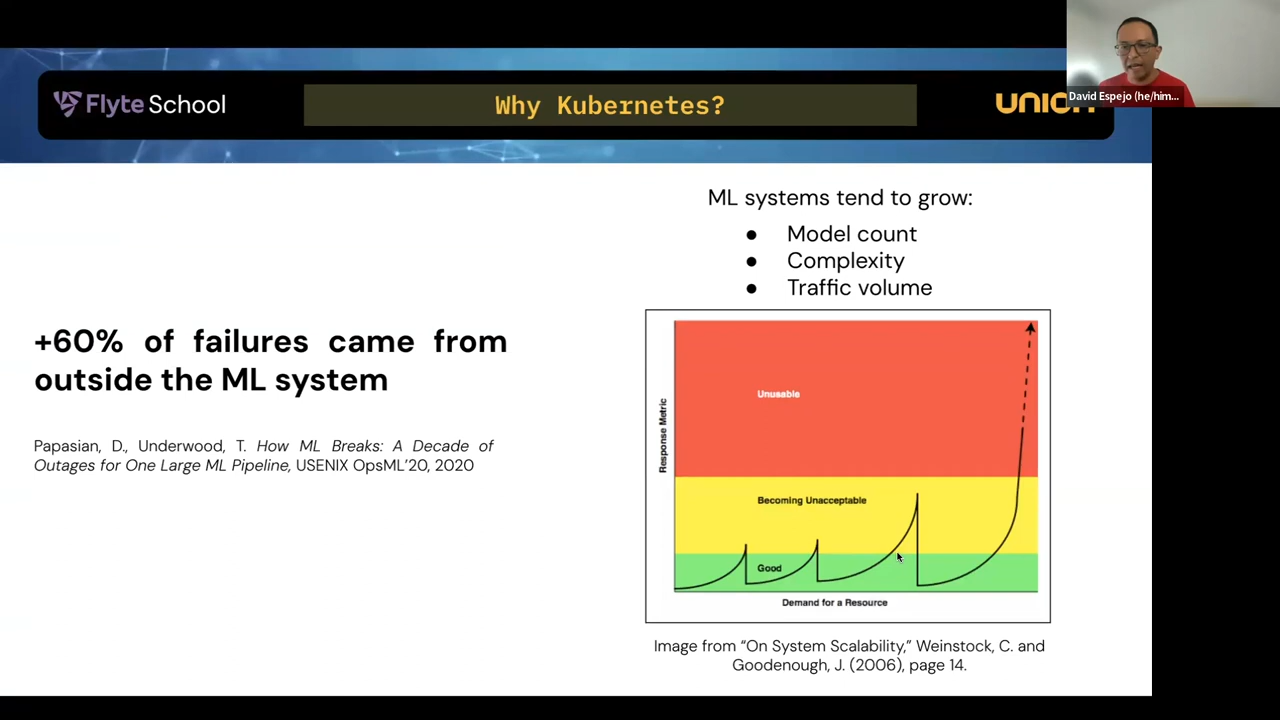 Flyte School
Why Kubernetes?
David Espejo (he/him...
ML systems tend to grow:
● Model count
● Complexity
● Traffic volume
+60% of failures came from
outside the ML system
Papasian, D., Underwood, T. How ML Breaks: A Decade of
Outages for One Large ML Pipeline, USENIX OpsML’20, 2020
Response Metric
Unusable
Becoming Unacceptable
Good
Demand for a Resource
Image from “On System Scalability,” Weinstock, C. and
Goodenough, J. (2006), page 14.